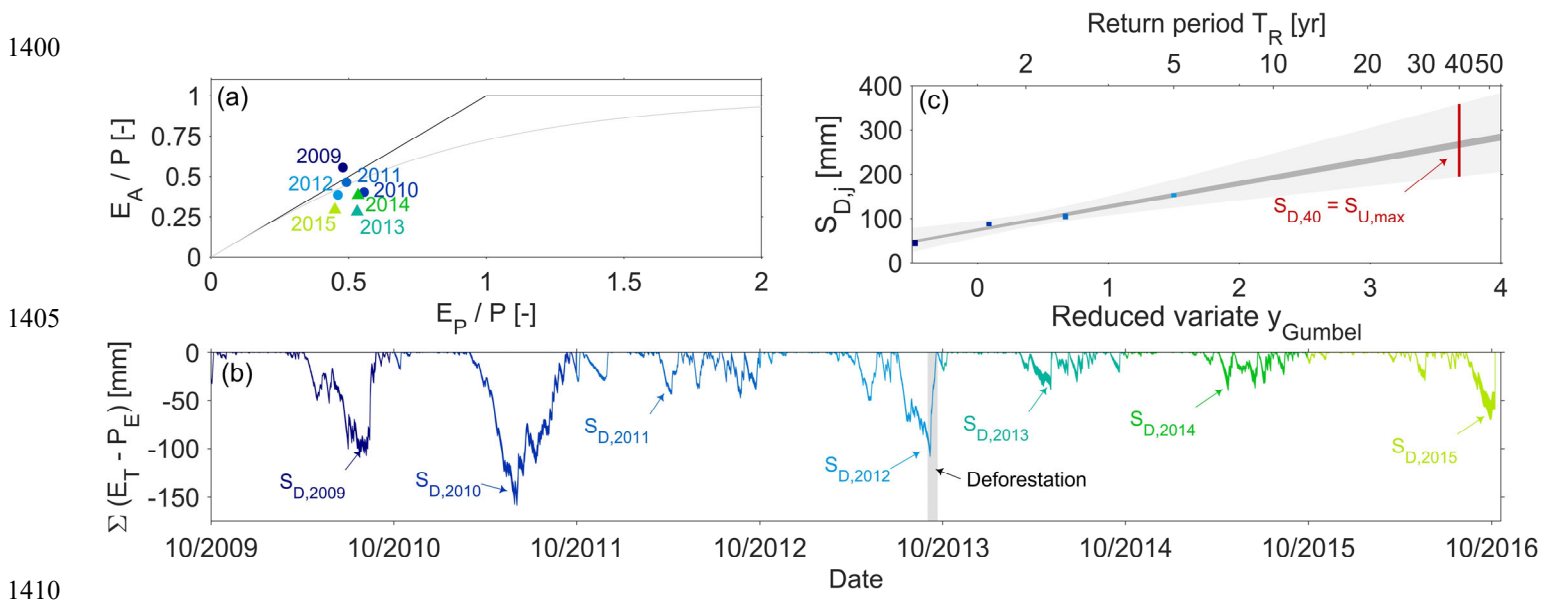 1400
(a)
1
0.75
0.5
0.25
0
E_A / P [-]
2009
2011
2012
2010
2014
2015
2013
0 0.5 1 1.5 2
E_P / P [-]
Return period T_R [yr]
2 5 10 20 30 40 50
(c)
400
300
200
100
0
S_D,j [mm]
S_D,40 = S_U,max
0 1 2 3 4
Reduced variate y_Gumbel
1405
(b)
0
-50
-100
-150
Σ (E_T - P_E) [mm]
S_D,2009
S_D,2010
S_D,2011
S_D,2012
Deforestation
S_D,2013
S_D,2014
S_D,2015
10/2009 10/2010 10/2011 10/2012 10/2013 10/2014 10/2015 10/2016
Date
1410